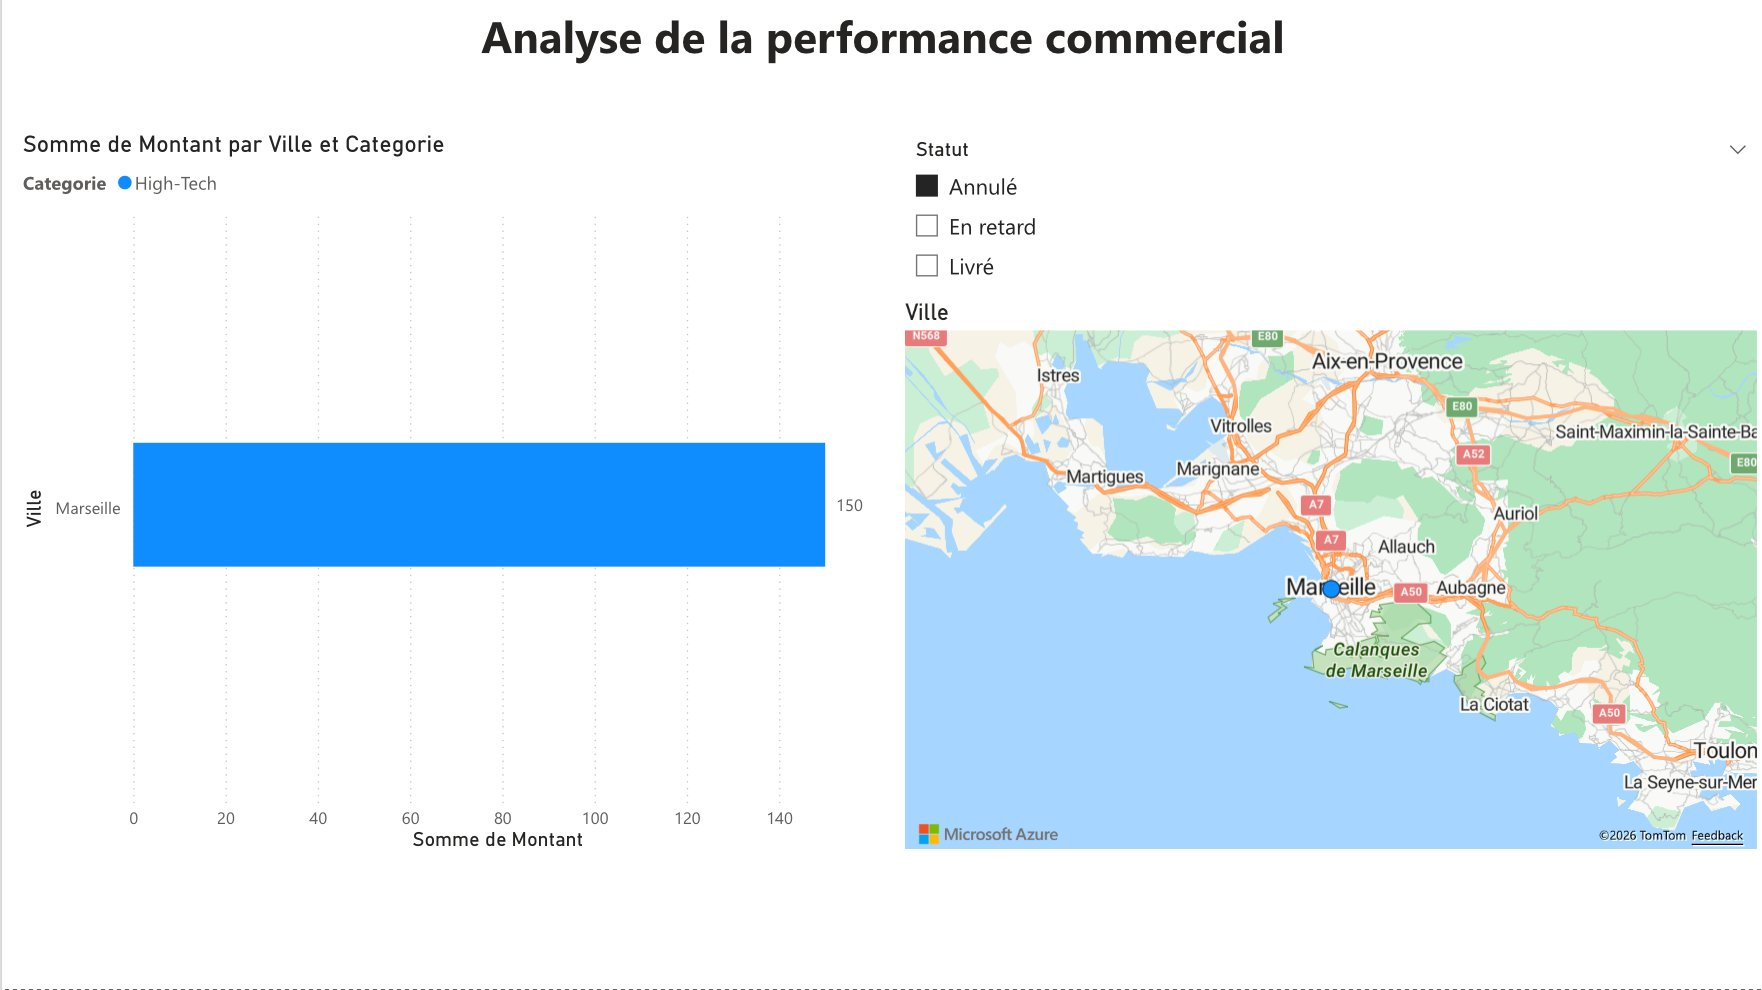 Analyse de la performance commercial
Somme de Montant par Ville et Categorie
Categorie High-Tech
Ville
Marseille
150
0 20 40 60 80 100 120 140
Somme de Montant
Statut
Annulé
En retard
Livré
Ville
N568
E80
Aix-en-Provence
Istres
E80
Vitrolles
Saint-Maximin-la-Sainte-Ba
A52
E80
Marignane
Martigues
A7
Auriol
A7
Allauch
Marseille
A50
Aubagne
Calanques
de Marseille
La Ciotat
A50
Toulon
La Seyne-sur-Mer
Microsoft Azure
©2026 TomTom Feedback